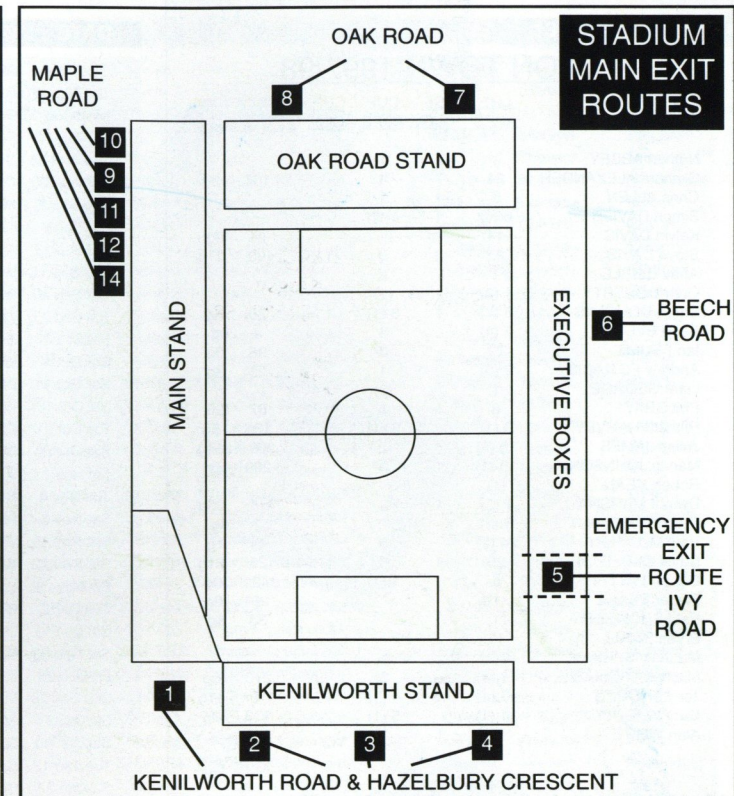 STADIUM
MAIN EXIT
ROUTES
OAK ROAD
8
7
MAPLE
ROAD
10
9
11
12
14
OAK ROAD STAND
MAIN STAND
EXECUTIVE BOXES
6
BEECH
ROAD
EMERGENCY
EXIT
ROUTE
IVY
ROAD
5
KENILWORTH STAND
1
2
3
4
KENILWORTH ROAD & HAZELBURY CRESCENT